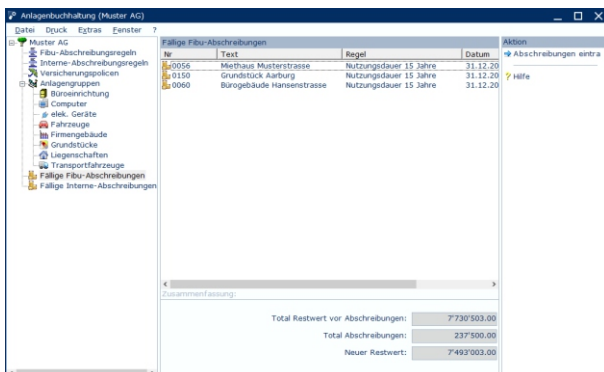 Anlagenbuchhaltung (Muster AG)
Datei Druck Extras Fenster ?
Muster AG
Fibu-Abschreibungsregeln
Interne-Abschreibungsregeln
Versicherungspolicen
Anlagengruppen
Büroeinrichtung
Computer
elek. Geräte
Fahrzeuge
Firmengebäude
Grundstücke
Liegenschaften
Transportfahrzeuge
Fällige Fibu-Abschreibungen
Fällige Interne-Abschreibungen
Fällige Fibu-Abschreibungen
Nr Text Regel Datum
0056 Miethaus Musterstrasse Nutzungsdauer 15 Jahre 31.12.20
0150 Grundstück Aarburg Nutzungsdauer 15 Jahre 31.12.20
0060 Bürogebäude Hansenstrasse Nutzungsdauer 15 Jahre 31.12.20
Zusammenfassung:
Total Restwert vor Abschreibungen: 7'730'503.00
Total Abschreibungen: 237'500.00
Neuer Restwert: 7'493'003.00
Aktion
Abschreibungen eintra
Hilfe